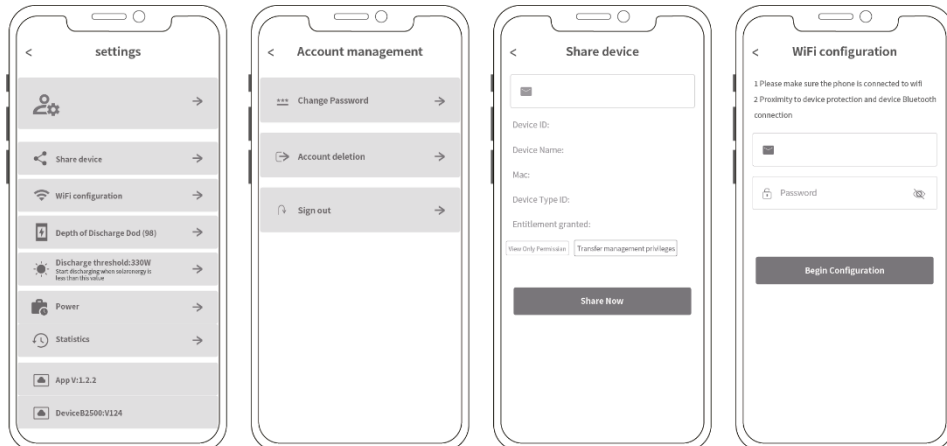 < settings
Share device
WiFi configuration
Depth of Discharge Dod (98)
Discharge threshold:330W
Start discharging when solarenergy is
less than this value
Power
Statistics
App V:1.2.2
DeviceB2500:V124
< Account management
*** Change Password
Account deletion
Sign out
< Share device
Device ID:
Device Name:
Mac:
Device Type ID:
Entitlement granted:
View Only Permission Transfer management privileges
Share Now
< WiFi configuration
1 Please make sure the phone is connected to wifi
2 Proximity to device protection and device Bluetooth
connection
Password
Begin Configuration